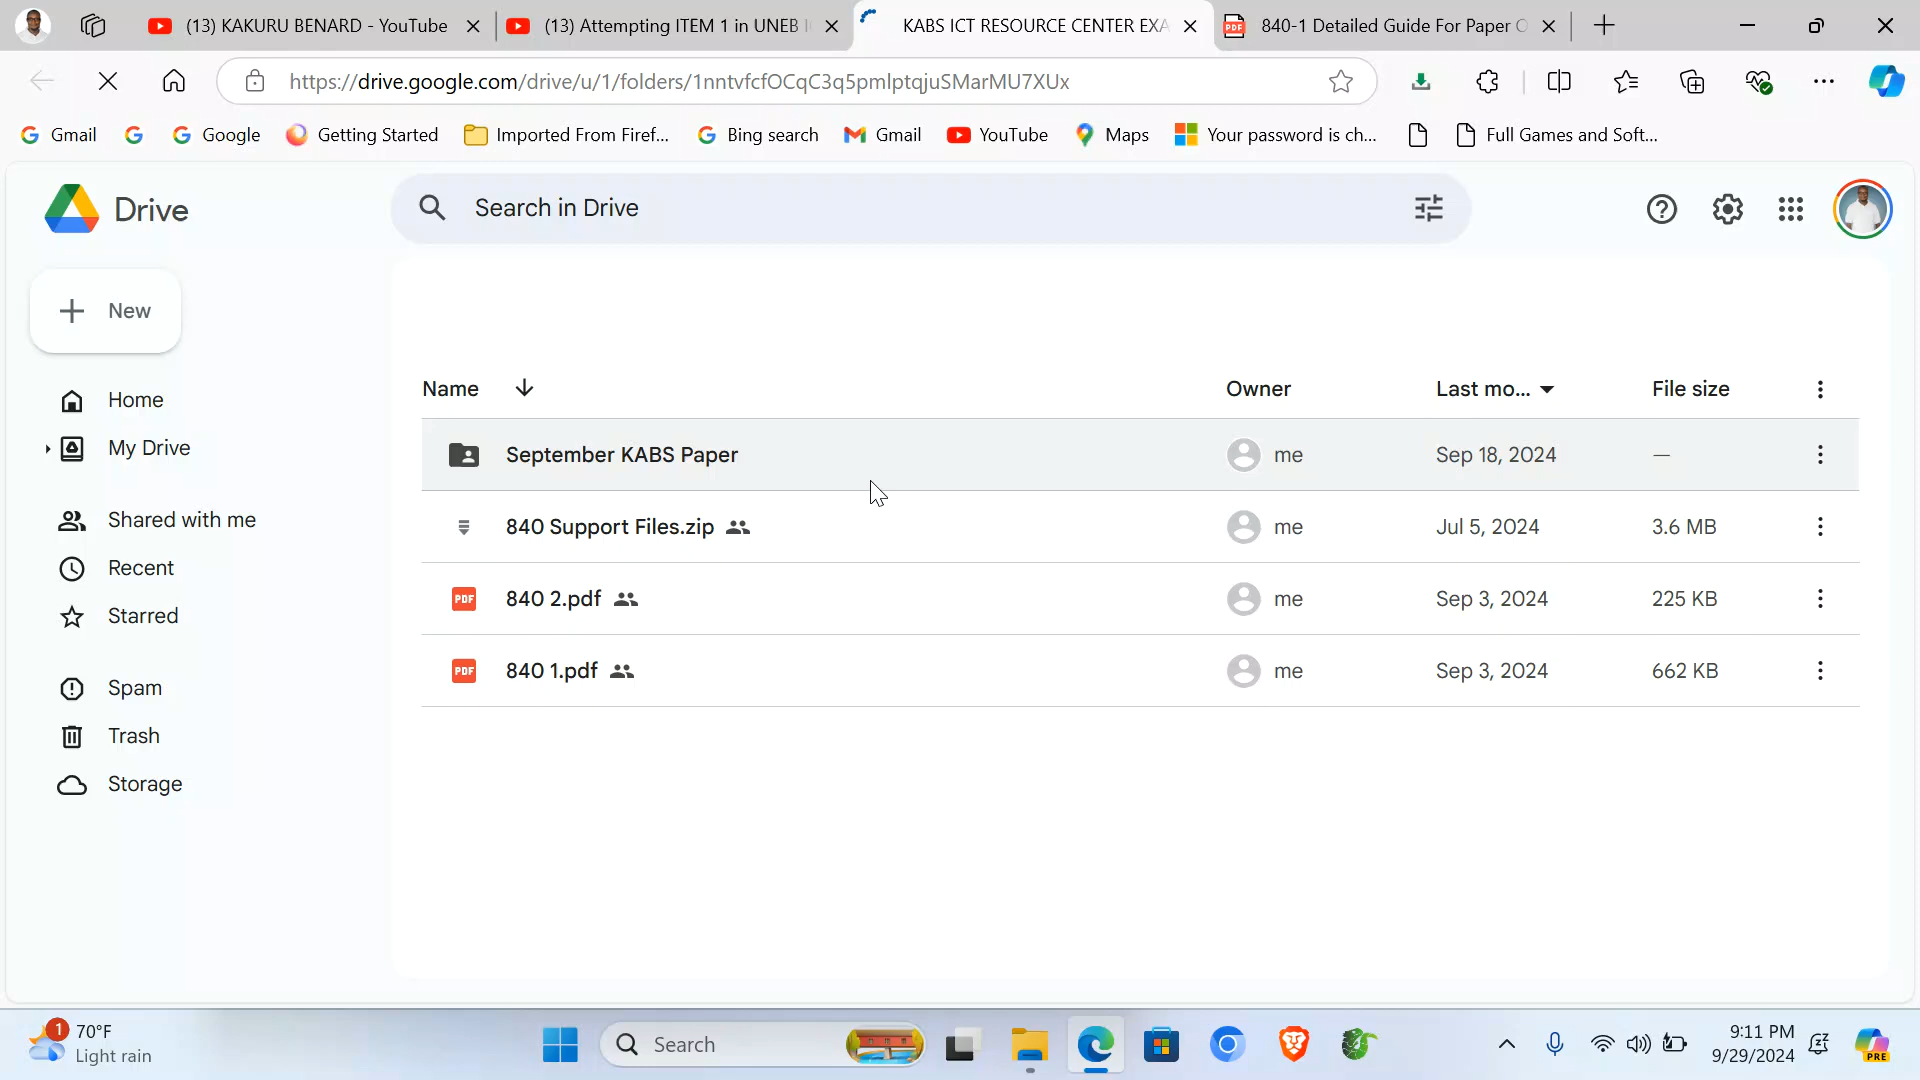 (13) KAKURU BENARD - YouTube
(13) Attempting ITEM 1 in UNEB
KABS ICT RESOURCE CENTER EXA
840-1 Detailed Guide For Paper O
https://drive.google.com/drive/u/1/folders/1nntvfcfOCqC3q5pmlptqjuSMarMU7XUx
Gmail
Google
Getting Started
Imported From Firef...
Bing search
Gmail
YouTube
Maps
Your password is ch...
Full Games and Soft...
Drive
Search in Drive
New
Home
My Drive
Shared with me
Recent
Starred
Spam
Trash
Storage
Name Owner Last mo... File size
September KABS Paper me Sep 18, 2024 —
840 Support Files.zip me Jul 5, 2024 3.6 MB
PDF 840 2.pdf me Sep 3, 2024 225 KB
PDF 840 1.pdf me Sep 3, 2024 662 KB
1
70°F
Light rain
Search
9:11 PM
9/29/2024
PRE